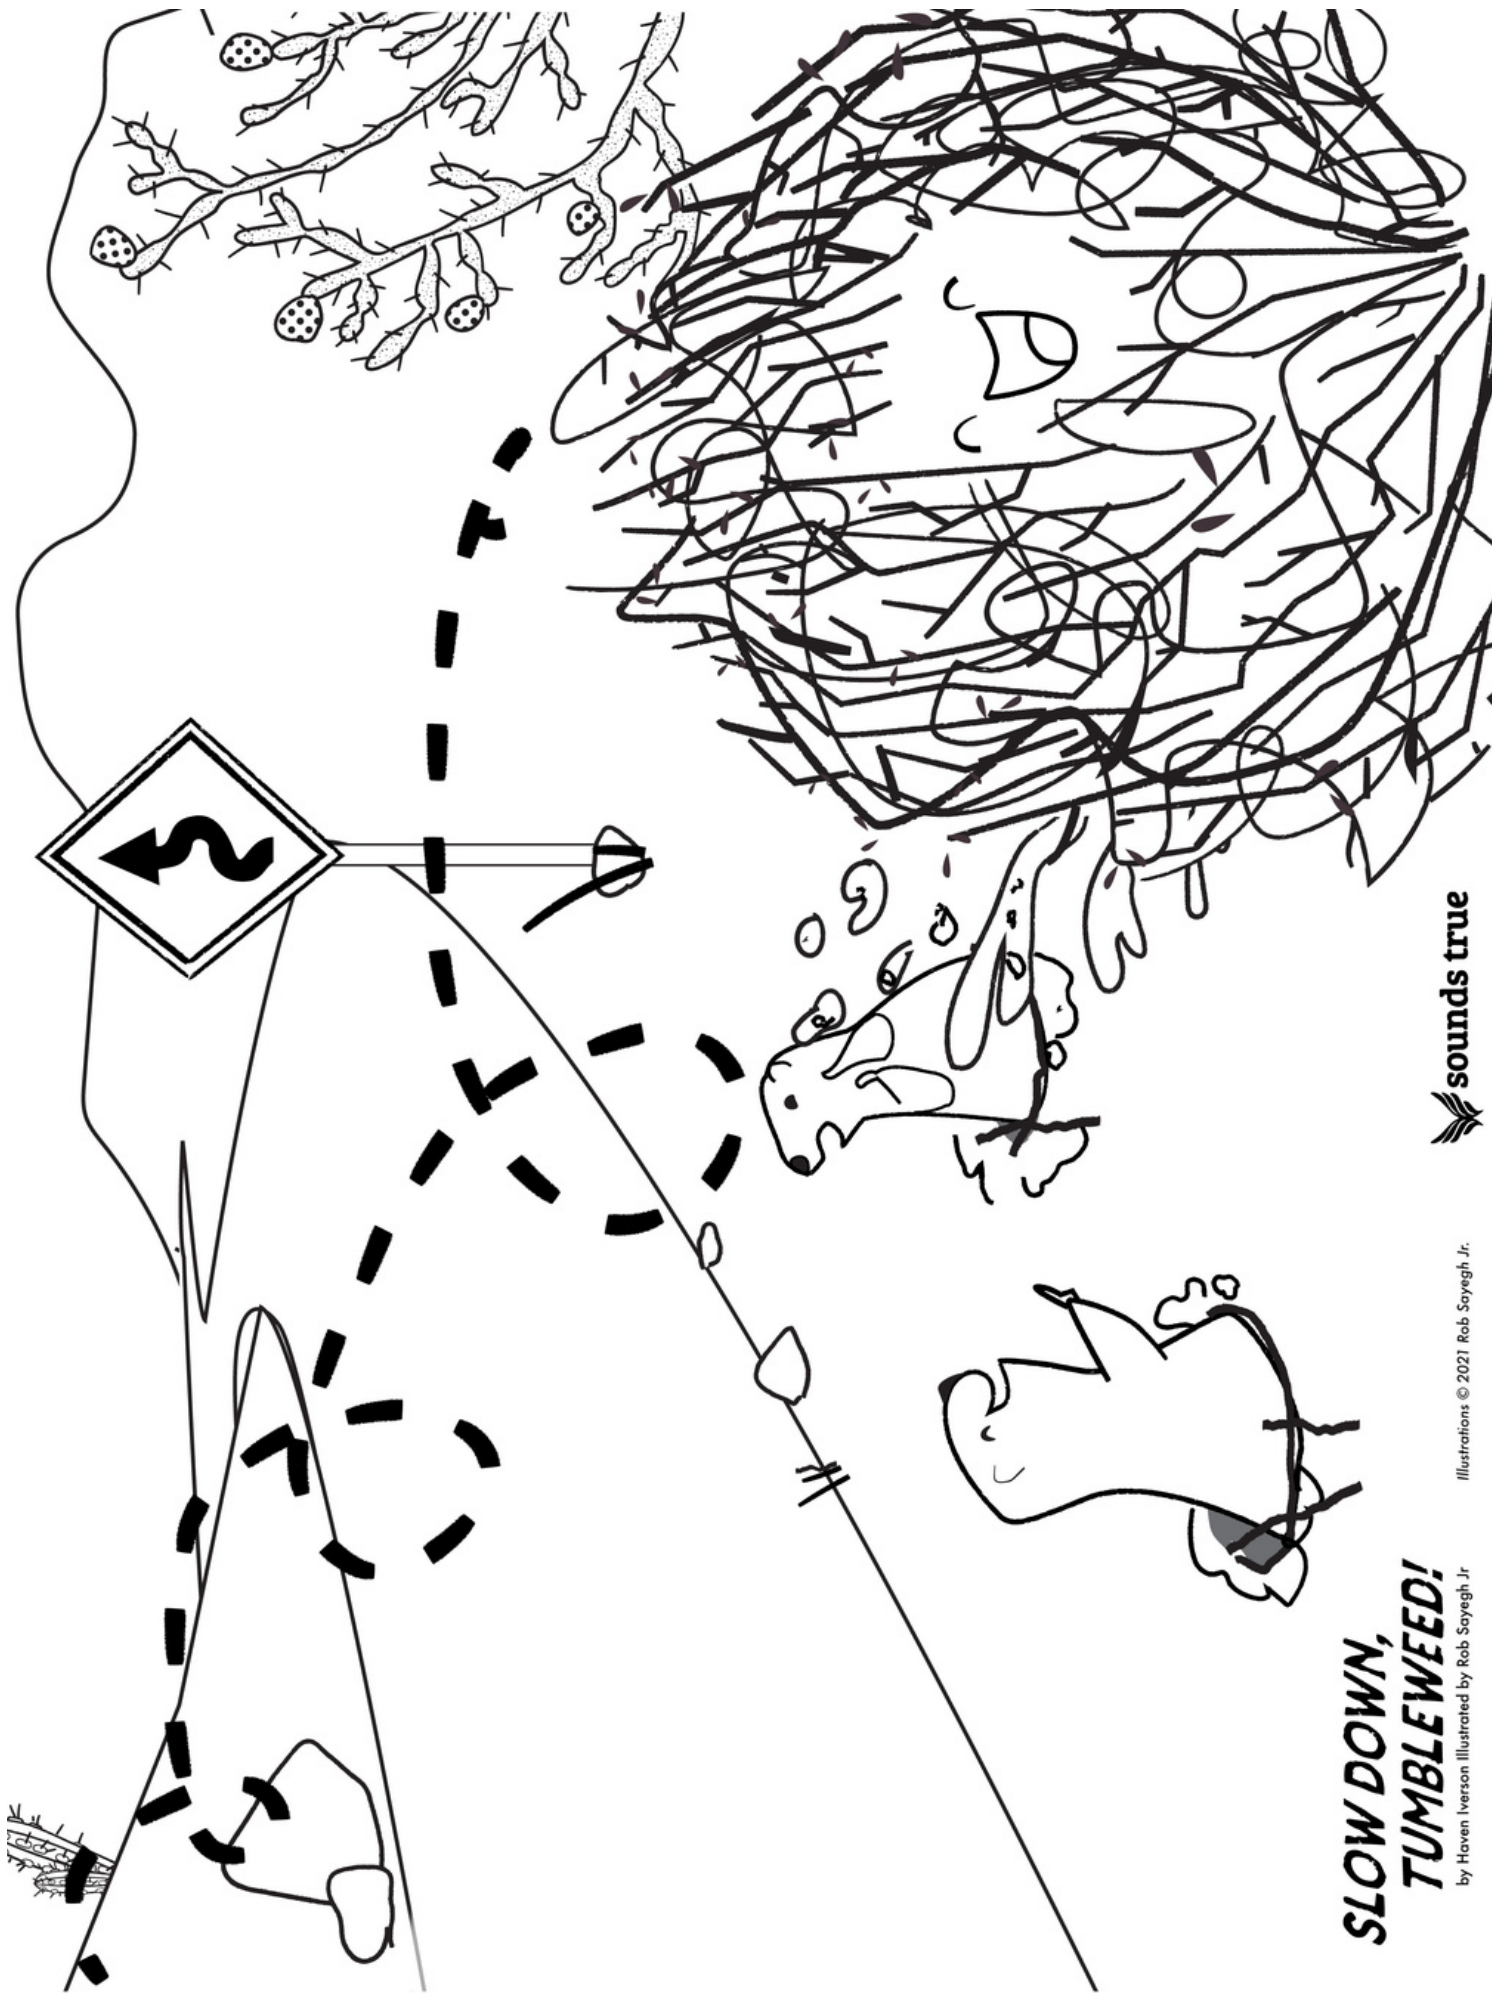 SLOW DOWN,
TUMBLEWEED!
by Haven Iverson Illustrated by Rob Sayegh Jr
Illustrations © 2021 Rob Sayegh Jr.
sounds true